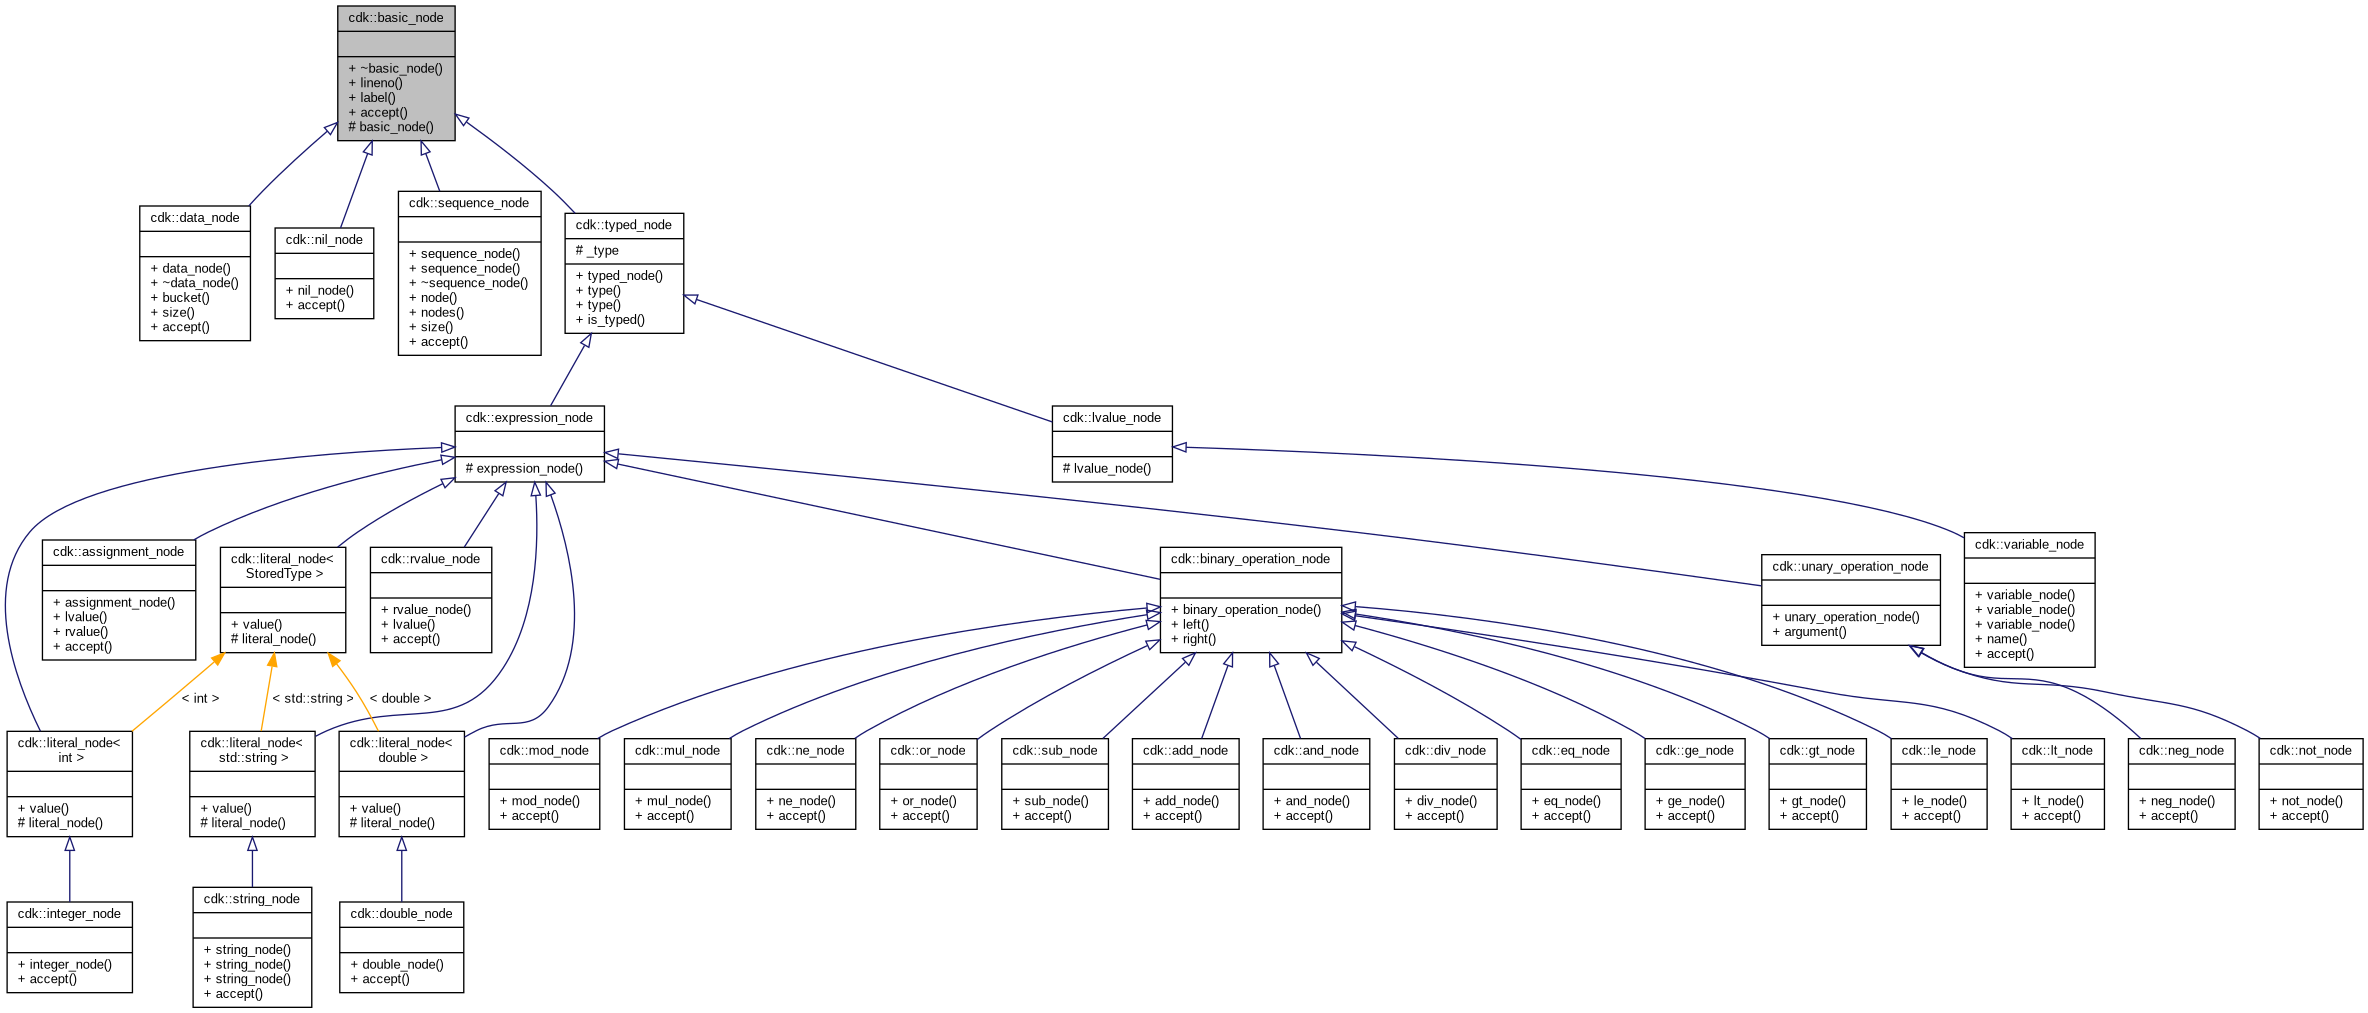 cdk::basic_node
+ ~basic_node()
+ lineno()
+ label()
+ accept()
# basic_node()
cdk::data_node
+ data_node()
+ ~data_node()
+ bucket()
+ size()
+ accept()
cdk::nil_node
+ nil_node()
+ accept()
cdk::sequence_node
+ sequence_node()
+ sequence_node()
+ ~sequence_node()
+ node()
+ nodes()
+ size()
+ accept()
cdk::typed_node
# _type
+ typed_node()
+ type()
+ type()
+ is_typed()
cdk::expression_node
# expression_node()
cdk::lvalue_node
# lvalue_node()
cdk::assignment_node
+ assignment_node()
+ lvalue()
+ rvalue()
+ accept()
cdk::literal_node<
StoredType >
+ value()
# literal_node()
cdk::rvalue_node
+ rvalue_node()
+ lvalue()
+ accept()
cdk::binary_operation_node
+ binary_operation_node()
+ left()
+ right()
cdk::unary_operation_node
+ unary_operation_node()
+ argument()
cdk::variable_node
+ variable_node()
+ variable_node()
+ variable_node()
+ name()
+ accept()
< int >
< std::string >
< double >
cdk::literal_node<
int >
+ value()
# literal_node()
cdk::literal_node<
std::string >
+ value()
# literal_node()
cdk::literal_node<
double >
+ value()
# literal_node()
cdk::mod_node
+ mod_node()
+ accept()
cdk::mul_node
+ mul_node()
+ accept()
cdk::ne_node
+ ne_node()
+ accept()
cdk::or_node
+ or_node()
+ accept()
cdk::sub_node
+ sub_node()
+ accept()
cdk::add_node
+ add_node()
+ accept()
cdk::and_node
+ and_node()
+ accept()
cdk::div_node
+ div_node()
+ accept()
cdk::eq_node
+ eq_node()
+ accept()
cdk::ge_node
+ ge_node()
+ accept()
cdk::gt_node
+ gt_node()
+ accept()
cdk::le_node
+ le_node()
+ accept()
cdk::lt_node
+ lt_node()
+ accept()
cdk::neg_node
+ neg_node()
+ accept()
cdk::not_node
+ not_node()
+ accept()
cdk::integer_node
+ integer_node()
+ accept()
cdk::string_node
+ string_node()
+ string_node()
+ string_node()
+ accept()
cdk::double_node
+ double_node()
+ accept()